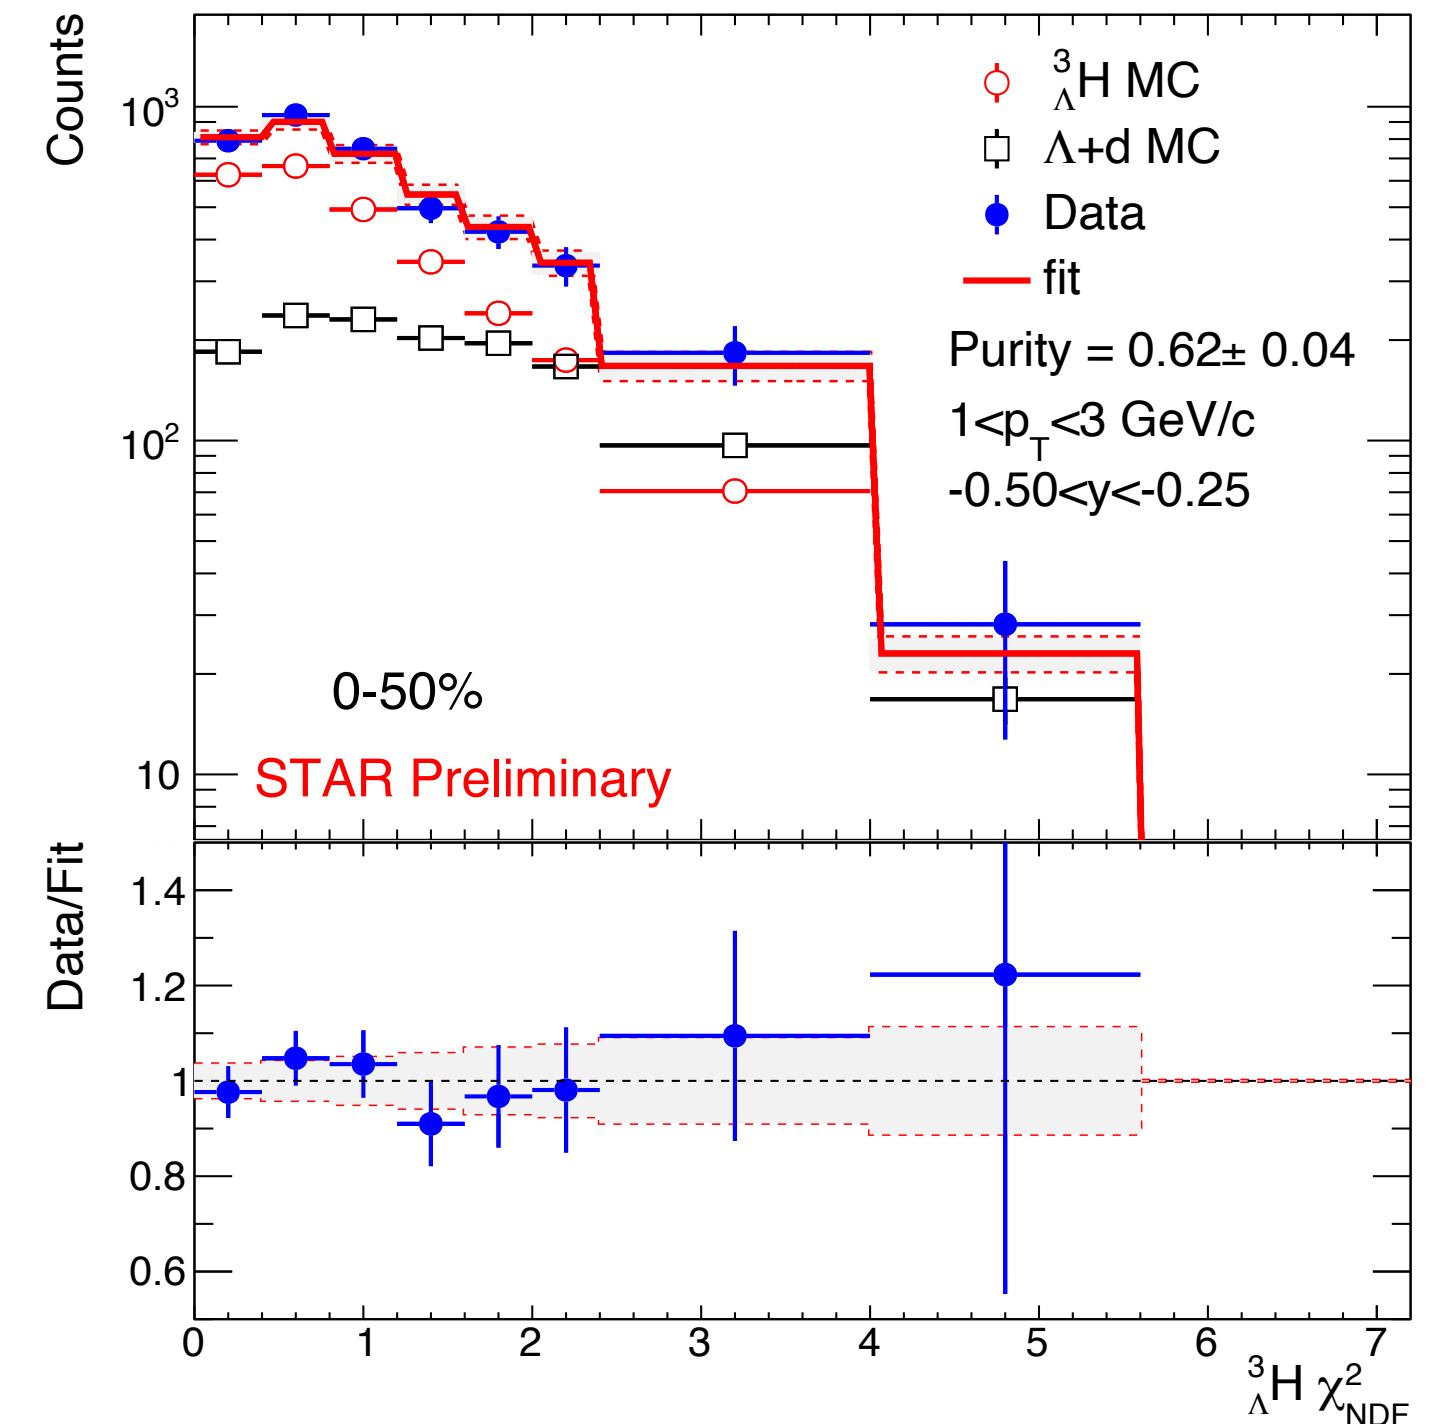 Counts
10³
10²
10
³ΛH MC
Λ+d MC
Data
fit
Purity = 0.62± 0.04
1<p_T<3 GeV/c
-0.50<y<-0.25
0-50%
STAR Preliminary
Data/Fit
1.4
1.2
1
0.8
0.6
0 1 2 3 4 5 6 7
³ΛH χ²NDF